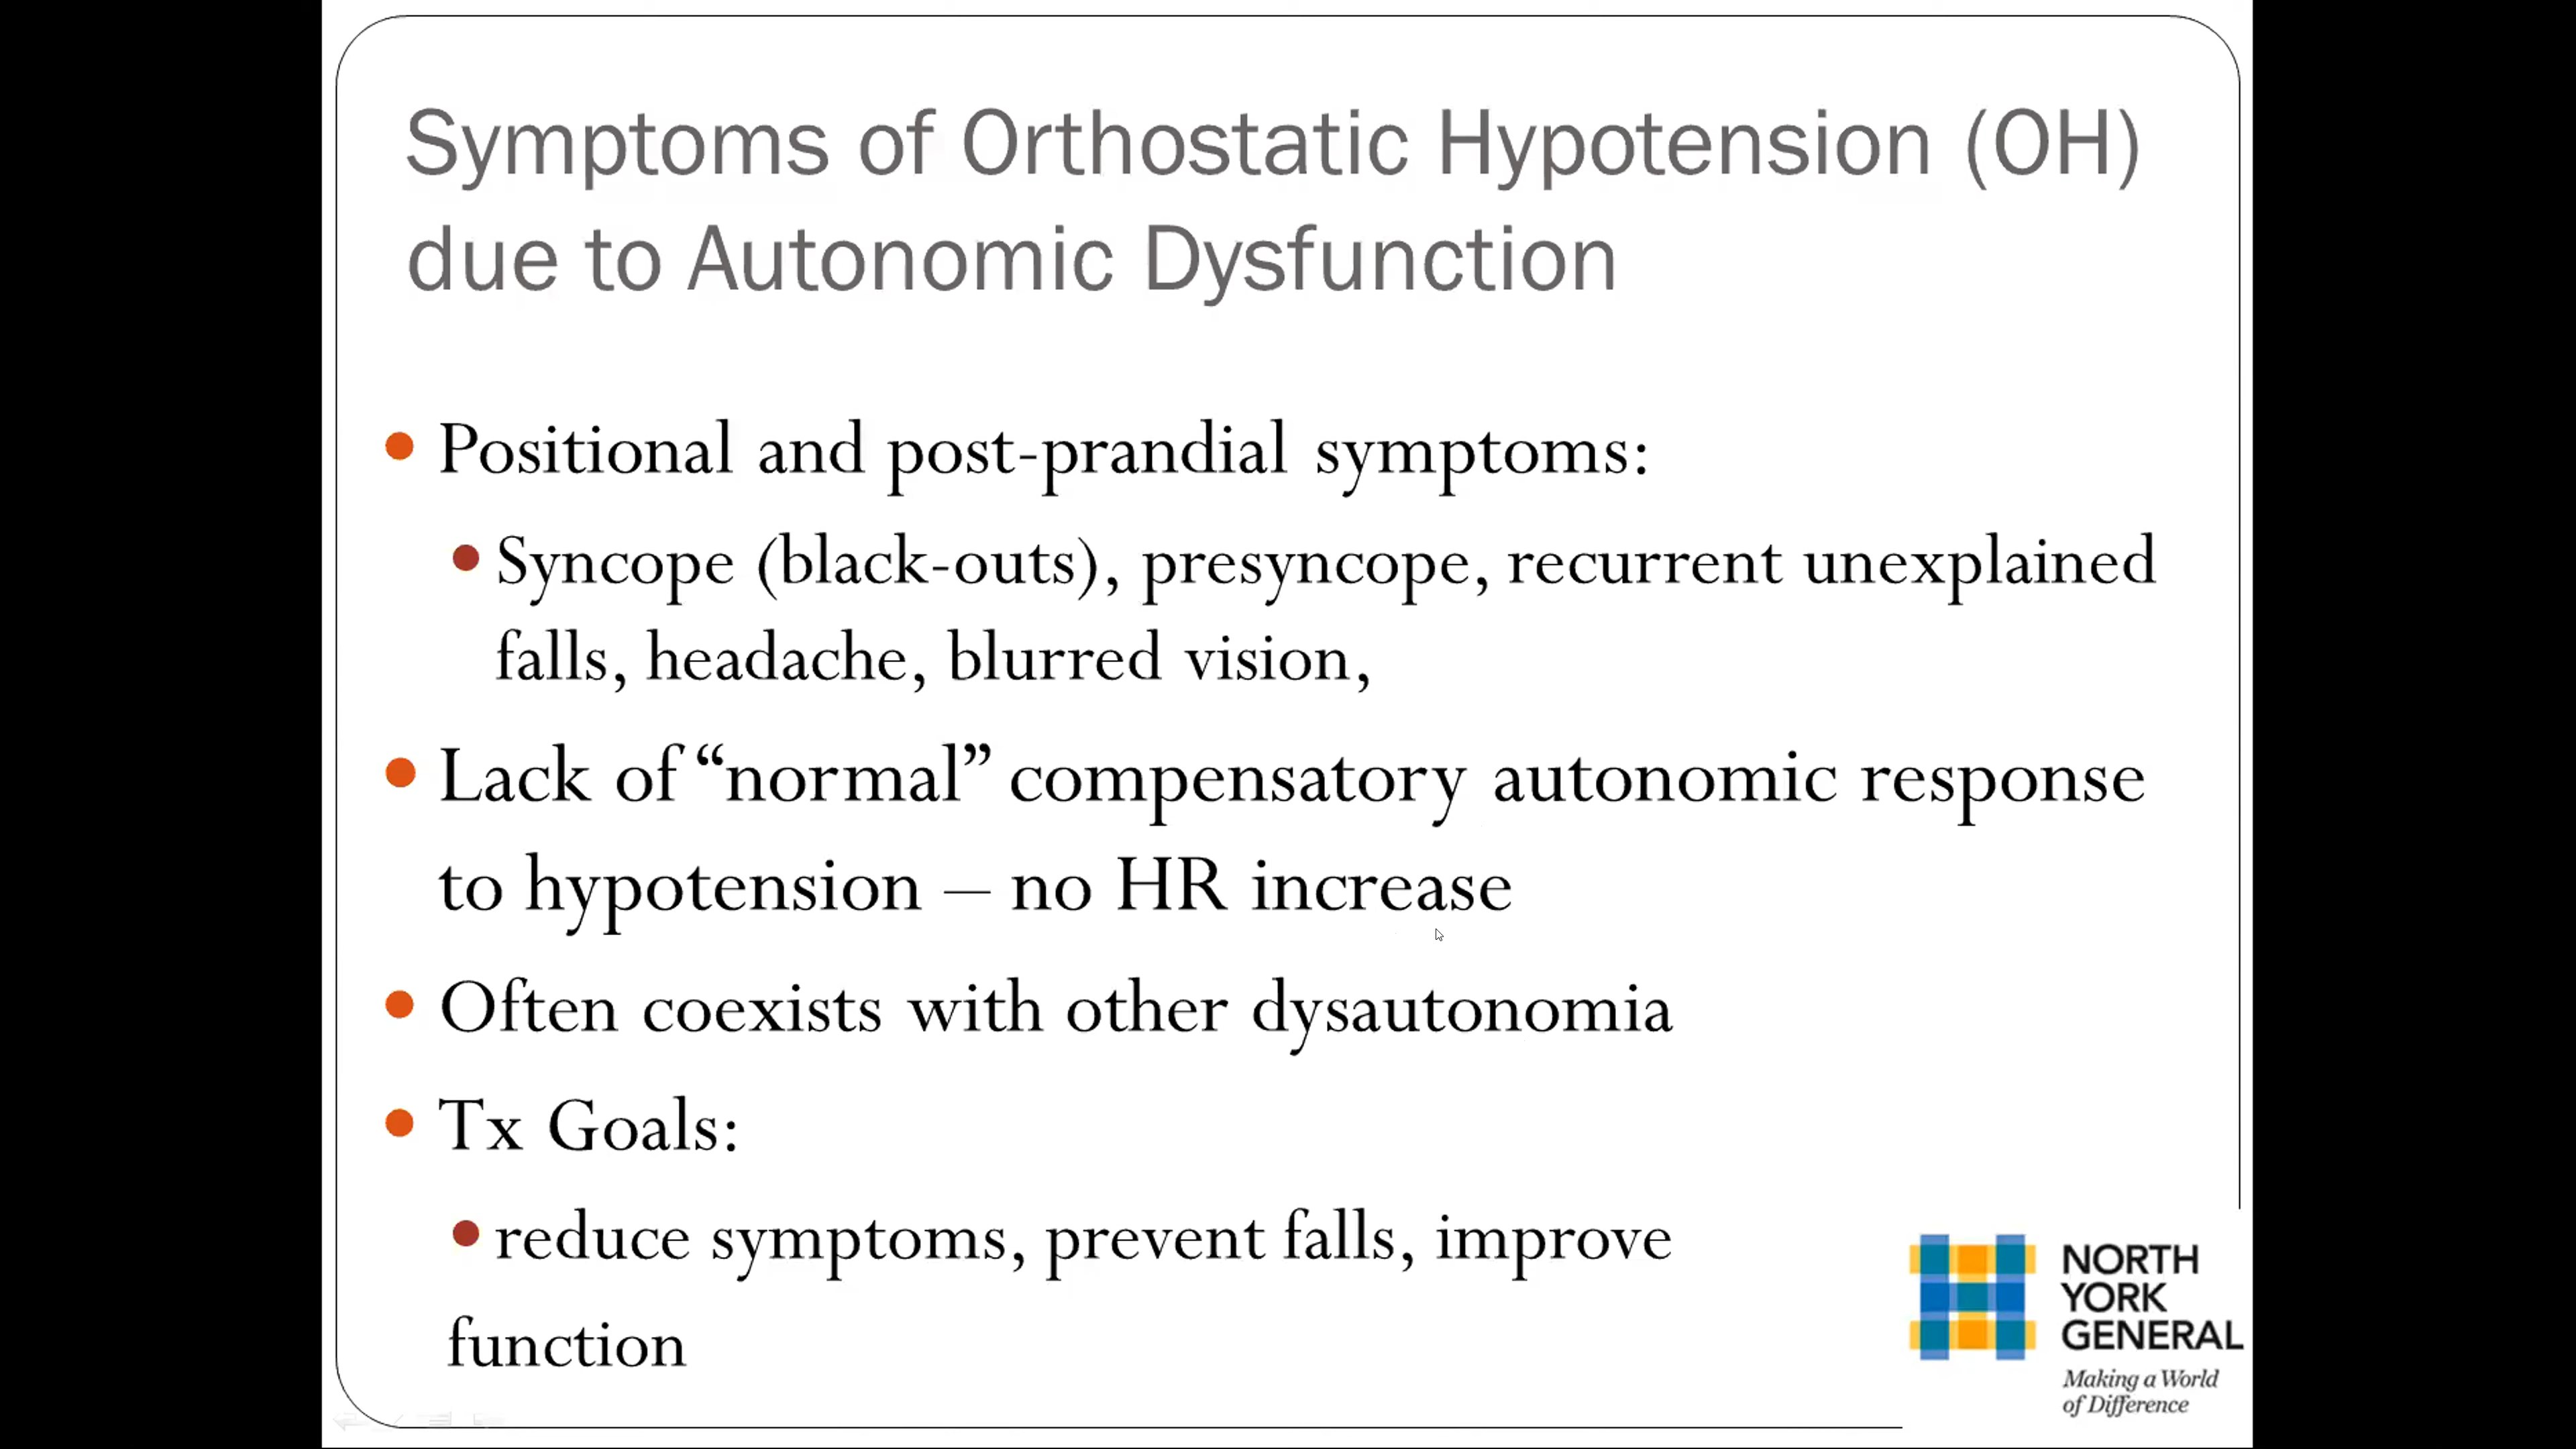 Symptoms of Orthostatic Hypotension (OH)
due to Autonomic Dysfunction
Positional and post-prandial symptoms:
Syncope (black-outs), presyncope, recurrent unexplained
falls, headache, blurred vision,
Lack of “normal” compensatory autonomic response
to hypotension – no HR increase
Often coexists with other dysautonomia
Tx Goals:
reduce symptoms, prevent falls, improve
function
NORTH
YORK
GENERAL
Making a World
of Difference